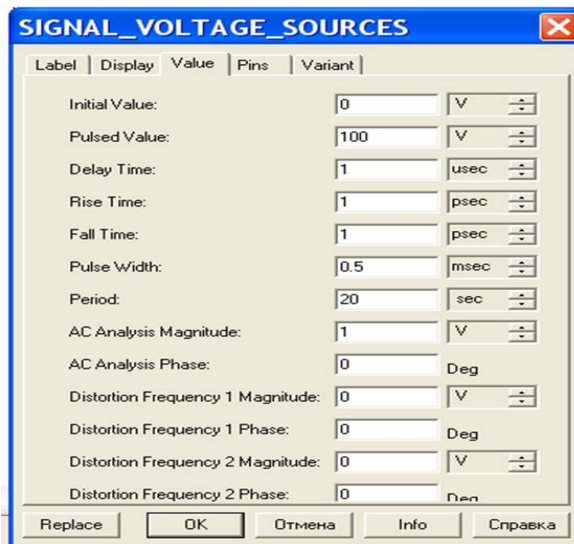 SIGNAL_VOLTAGE_SOURCES
Label Display Value Pins Variant
Initial Value: 0 V
Pulsed Value: 100 V
Delay Time: 1 usec
Rise Time: 1 psec
Fall Time: 1 psec
Pulse Width: 0.5 msec
Period: 20 sec
AC Analysis Magnitude: 1 V
AC Analysis Phase: 0 Deg
Distortion Frequency 1 Magnitude: 0 V
Distortion Frequency 1 Phase: 0 Deg
Distortion Frequency 2 Magnitude: 0 V
Distortion Frequency 2 Phase: 0 Deg
Replace OK Отмена Info Справка